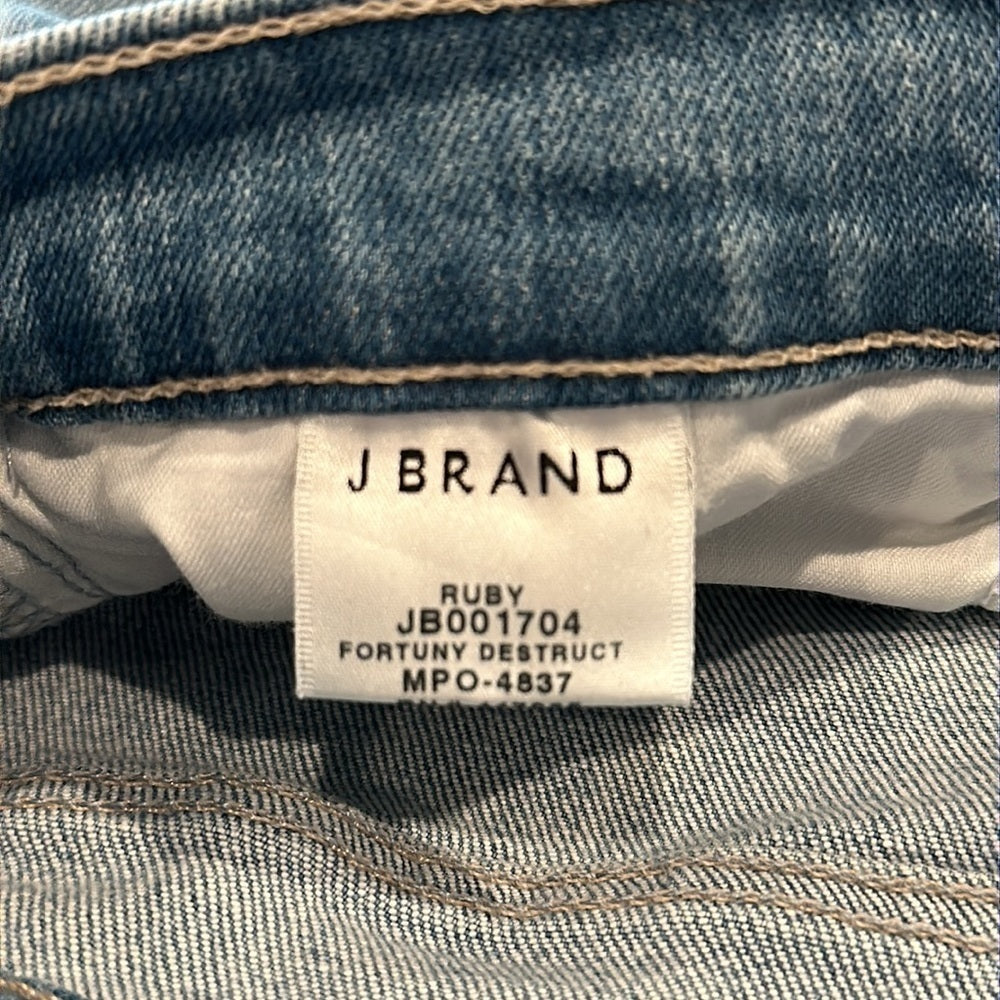 J BRAND
RUBY
JB001704
FORTUNY DESTRUCT
MPO-4837